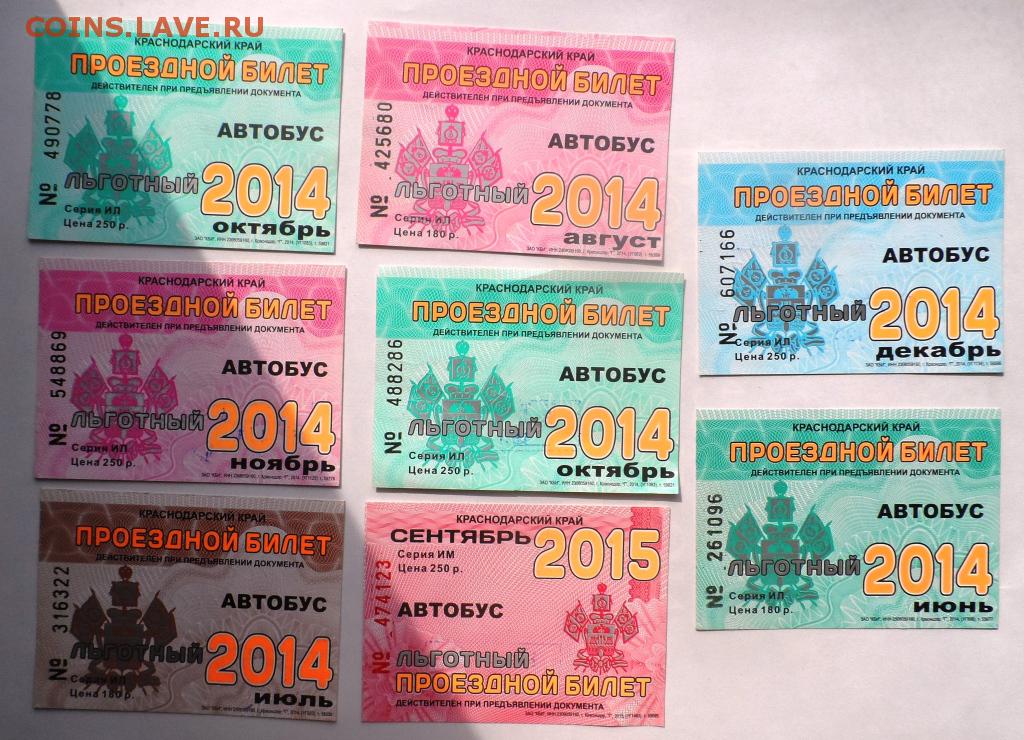 COINS.LAVE.RU
КРАСНОДАРСКИЙ КРАЙ
ПРОЕЗДНОЙ БИЛЕТ
ДЕЙСТВИТЕЛЕН ПРИ ПРЕДЪЯВЛЕНИИ ДОКУМЕНТА
№ 490778
АВТОБУС
ЛЬГОТНЫЙ
2014
Серия ИЛ
октябрь
Цена 250 р.
КРАСНОДАРСКИЙ КРАЙ
ПРОЕЗДНОЙ БИЛЕТ
ДЕЙСТВИТЕЛЕН ПРИ ПРЕДЪЯВЛЕНИИ ДОКУМЕНТА
№ 425680
АВТОБУС
ЛЬГОТНЫЙ
2014
Серия ИЛ
август
Цена 180 р.
КРАСНОДАРСКИЙ КРАЙ
ПРОЕЗДНОЙ БИЛЕТ
ДЕЙСТВИТЕЛЕН ПРИ ПРЕДЪЯВЛЕНИИ ДОКУМЕНТА
№ 607166
АВТОБУС
ЛЬГОТНЫЙ
2014
Серия ИЛ
декабрь
Цена 250 р.
КРАСНОДАРСКИЙ КРАЙ
ПРОЕЗДНОЙ БИЛЕТ
ДЕЙСТВИТЕЛЕН ПРИ ПРЕДЪЯВЛЕНИИ ДОКУМЕНТА
№ 548869
АВТОБУС
ЛЬГОТНЫЙ
2014
Серия ИЛ
ноябрь
Цена 250 р.
КРАСНОДАРСКИЙ КРАЙ
ПРОЕЗДНОЙ БИЛЕТ
ДЕЙСТВИТЕЛЕН ПРИ ПРЕДЪЯВЛЕНИИ ДОКУМЕНТА
№ 488286
АВТОБУС
ЛЬГОТНЫЙ
2014
Серия ИЛ
октябрь
Цена 250 р.
КРАСНОДАРСКИЙ КРАЙ
ПРОЕЗДНОЙ БИЛЕТ
ДЕЙСТВИТЕЛЕН ПРИ ПРЕДЪЯВЛЕНИИ ДОКУМЕНТА
№ 261096
АВТОБУС
ЛЬГОТНЫЙ
2014
Серия ИЛ
июнь
Цена 180 р.
КРАСНОДАРСКИЙ КРАЙ
ПРОЕЗДНОЙ БИЛЕТ
ДЕЙСТВИТЕЛЕН ПРИ ПРЕДЪЯВЛЕНИИ ДОКУМЕНТА
№ 316322
АВТОБУС
ЛЬГОТНЫЙ
2014
Серия ИЛ
июль
Цена 180 р.
КРАСНОДАРСКИЙ КРАЙ
СЕНТЯБРЬ 2015
Серия ИМ
Цена 250 р.
№ 474123
АВТОБУС
ЛЬГОТНЫЙ
ПРОЕЗДНОЙ БИЛЕТ
ДЕЙСТВИТЕЛЕН ПРИ ПРЕДЪЯВЛЕНИИ ДОКУМЕНТА